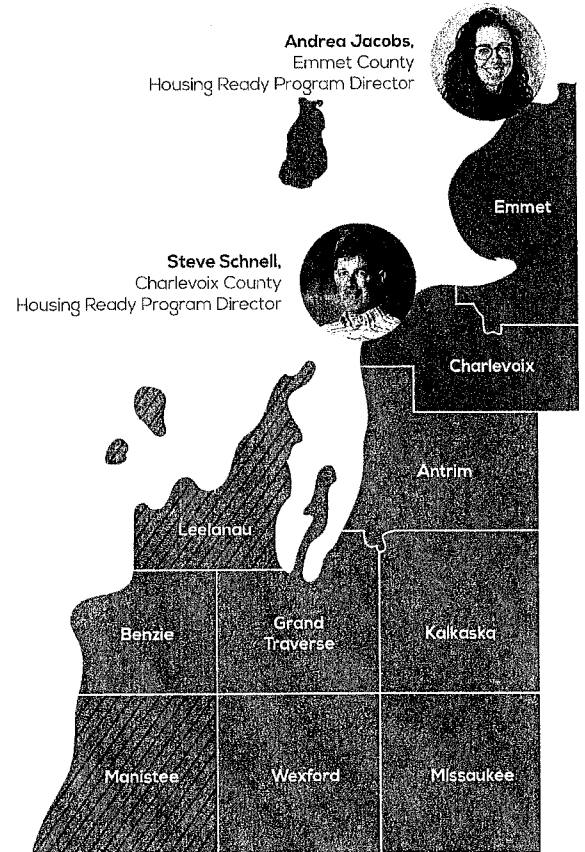 Andrea Jacobs,
Emmet County
Housing Ready Program Director
Emmet
Steve Schnell,
Charlevoix County
Housing Ready Program Director
Charlevoix
Antrim
Leelanau
Benzie
Grand
Traverse
Kalkaska
Manistee
Wexford
Missaukee